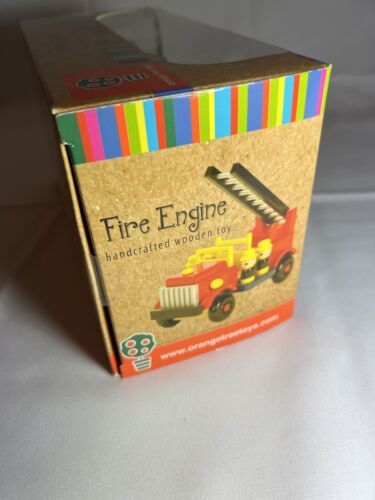 Fire Engine
handcrafted wooden toy
www.orangetreetoys.com